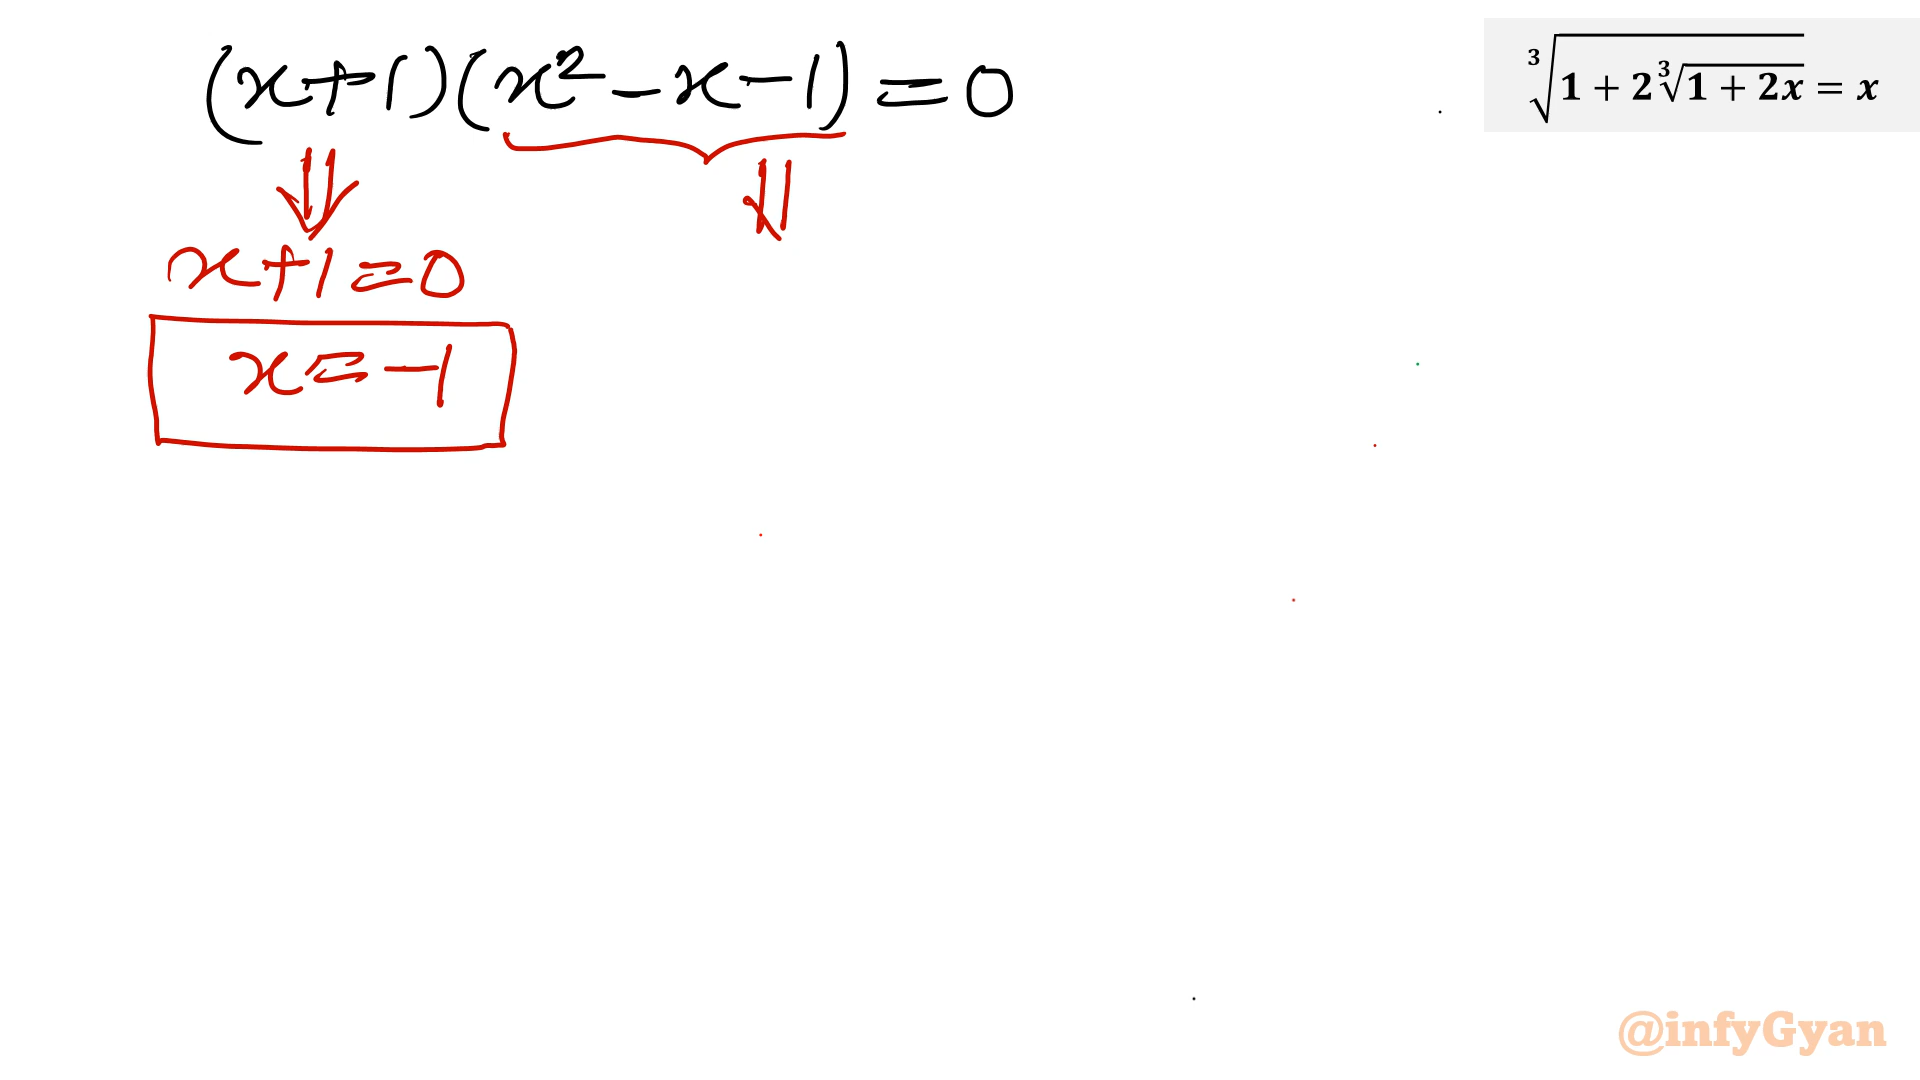 (x+1)(x²-x-1)=0
∛(1+2∛(1+2x)) = x
x+1=0
x=-1
@infyGyan